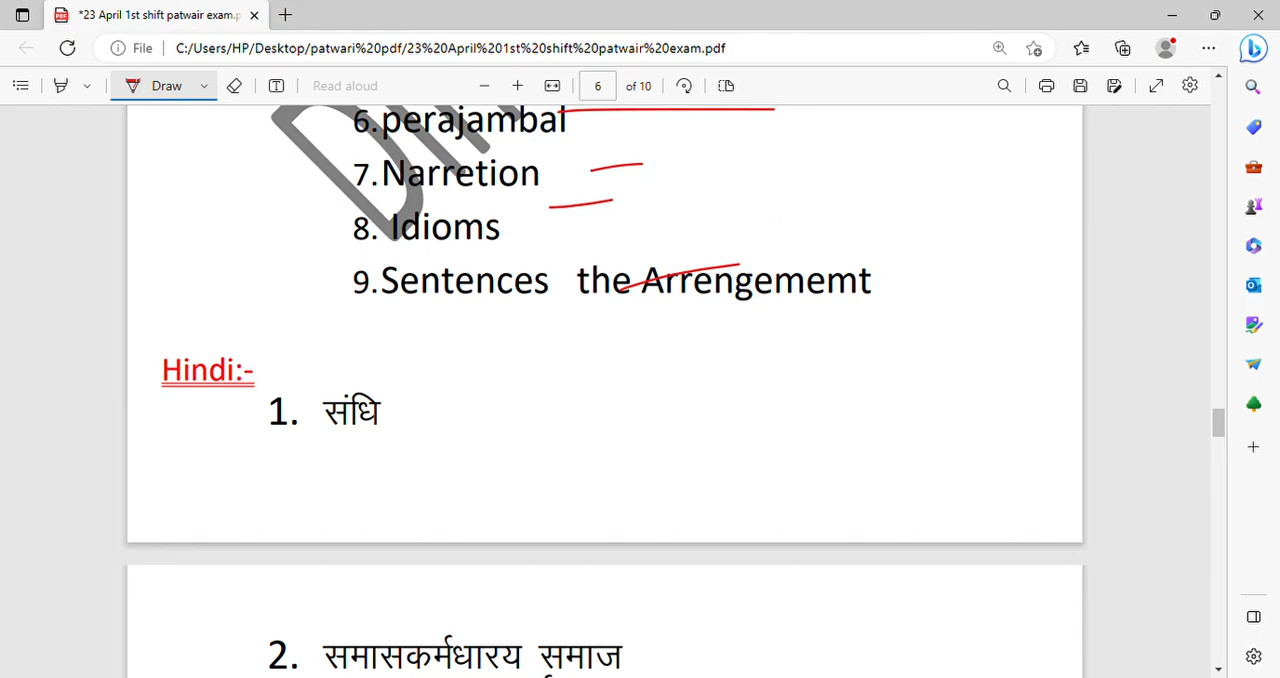 *23 April 1st shift patwair exam.p
File C:/Users/HP/Desktop/patwari%20pdf/23%20April%201st%20shift%20patwair%20exam.pdf
Draw Read aloud 6 of 10
6.perajambal
7.Narretion
8. Idioms
9.Sentences the Arrengememt
Hindi:-
1. संधि
2. समासकर्मधारय समाज